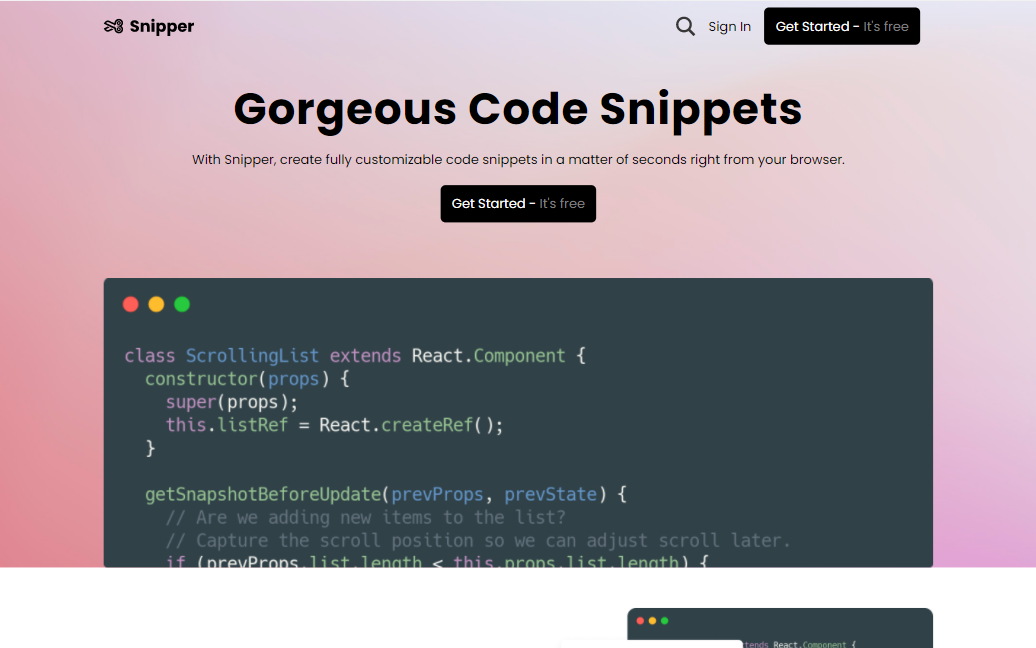 Snipper
Sign In
Get Started - It's free
Gorgeous Code Snippets
With Snipper, create fully customizable code snippets in a matter of seconds right from your browser.
Get Started - It's free
class ScrollingList extends React.Component {
constructor(props) {
super(props);
this.listRef = React.createRef();
}
getSnapshotBeforeUpdate(prevProps, prevState) {
// Are we adding new items to the list?
// Capture the scroll position so we can adjust scroll later.
if (prevProps.list.length < this.props.list.length) {
tends React.Component {